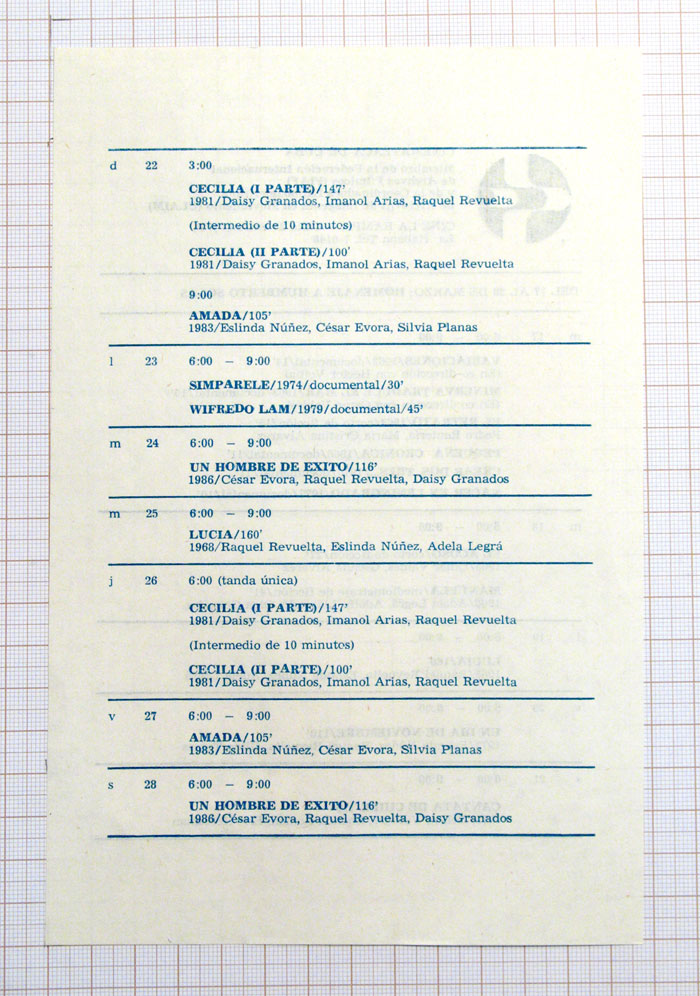 d 22 3:00
CECILIA (I PARTE)/147'
1981/Daisy Granados, Imanol Arias, Raquel Revuelta
(Intermedio de 10 minutos)
CECILIA (II PARTE)/100'
1981/Daisy Granados, Imanol Arias, Raquel Revuelta
9:00
AMADA/105'
1983/Eslinda Núñez, César Evora, Silvia Planas
l 23 6:00 — 9:00
SIMPARELE/1974/documental/30'
WIFREDO LAM/1979/documental/45'
m 24 6:00 — 9:00
UN HOMBRE DE EXITO/116'
1986/César Evora, Raquel Revuelta, Daisy Granados
m 25 6:00 — 9:00
LUCIA/160'
1968/Raquel Revuelta, Eslinda Núñez, Adela Legrá
j 26 6:00 (tanda única)
CECILIA (I PARTE)/147'
1981/Daisy Granados, Imanol Arias, Raquel Revuelta
(Intermedio de 10 minutos)
CECILIA (II PARTE)/100'
1981/Daisy Granados, Imanol Arias, Raquel Revuelta
v 27 6:00 — 9:00
AMADA/105'
1983/Eslinda Núñez, César Evora, Silvia Planas
s 28 6:00 — 9:00
UN HOMBRE DE EXITO/116'
1986/César Evora, Raquel Revuelta, Daisy Granados